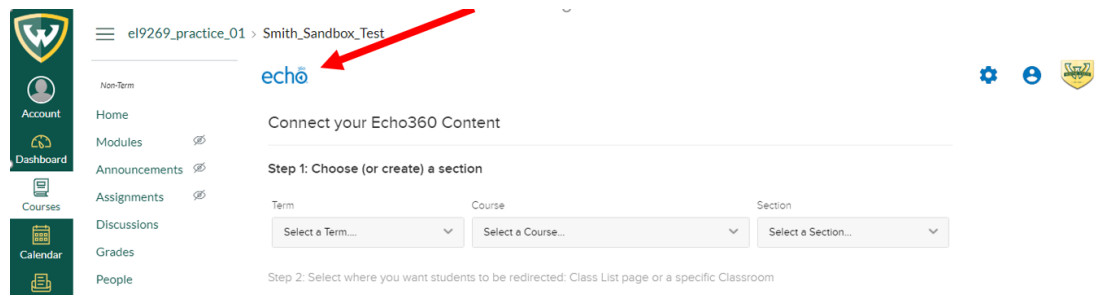 W
el9269_practice_01 > Smith_Sandbox_Test
Account
Dashboard
Courses
Calendar
Non-Term
Home
Modules
Announcements
Assignments
Discussions
Grades
People
echo
Connect your Echo360 Content
Step 1: Choose (or create) a section
Term Course Section
Select a Term.... Select a Course... Select a Section...
Step 2: Select where you want students to be redirected: Class List page or a specific Classroom